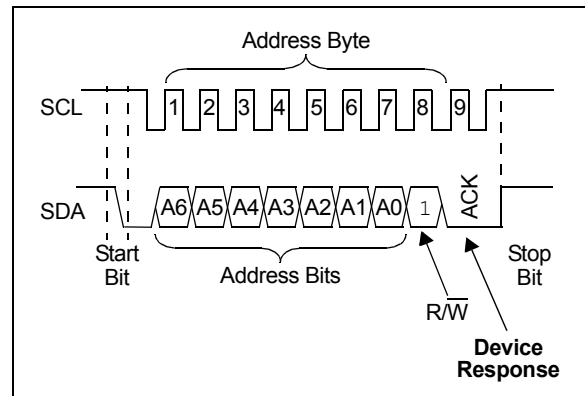 Address Byte
SCL 1 2 3 4 5 6 7 8 9
SDA A6 A5 A4 A3 A2 A1 A0 1 ACK
Start
Bit
Address Bits
Stop
Bit
R/W̅
Device
Response